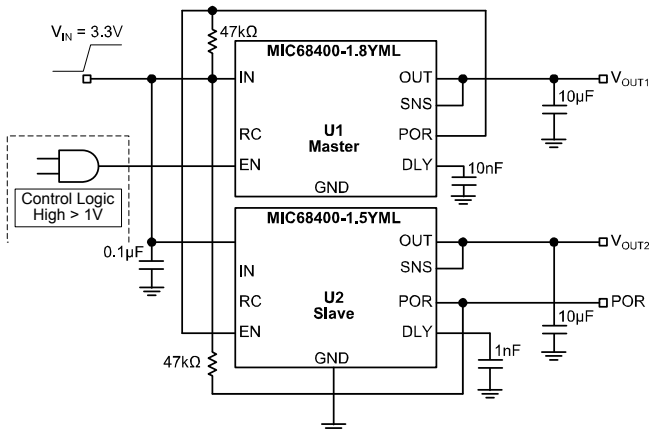 47kΩ
V_IN = 3.3V
MIC68400-1.8YML
IN
OUT
V_OUT1
SNS
10µF
RC
U1
POR
Master
EN
DLY
10nF
GND
Control Logic
High > 1V
MIC68400-1.5YML
OUT
V_OUT2
0.1µF
IN
SNS
RC
U2
POR
POR
Slave
10µF
EN
DLY
47kΩ
GND
1nF